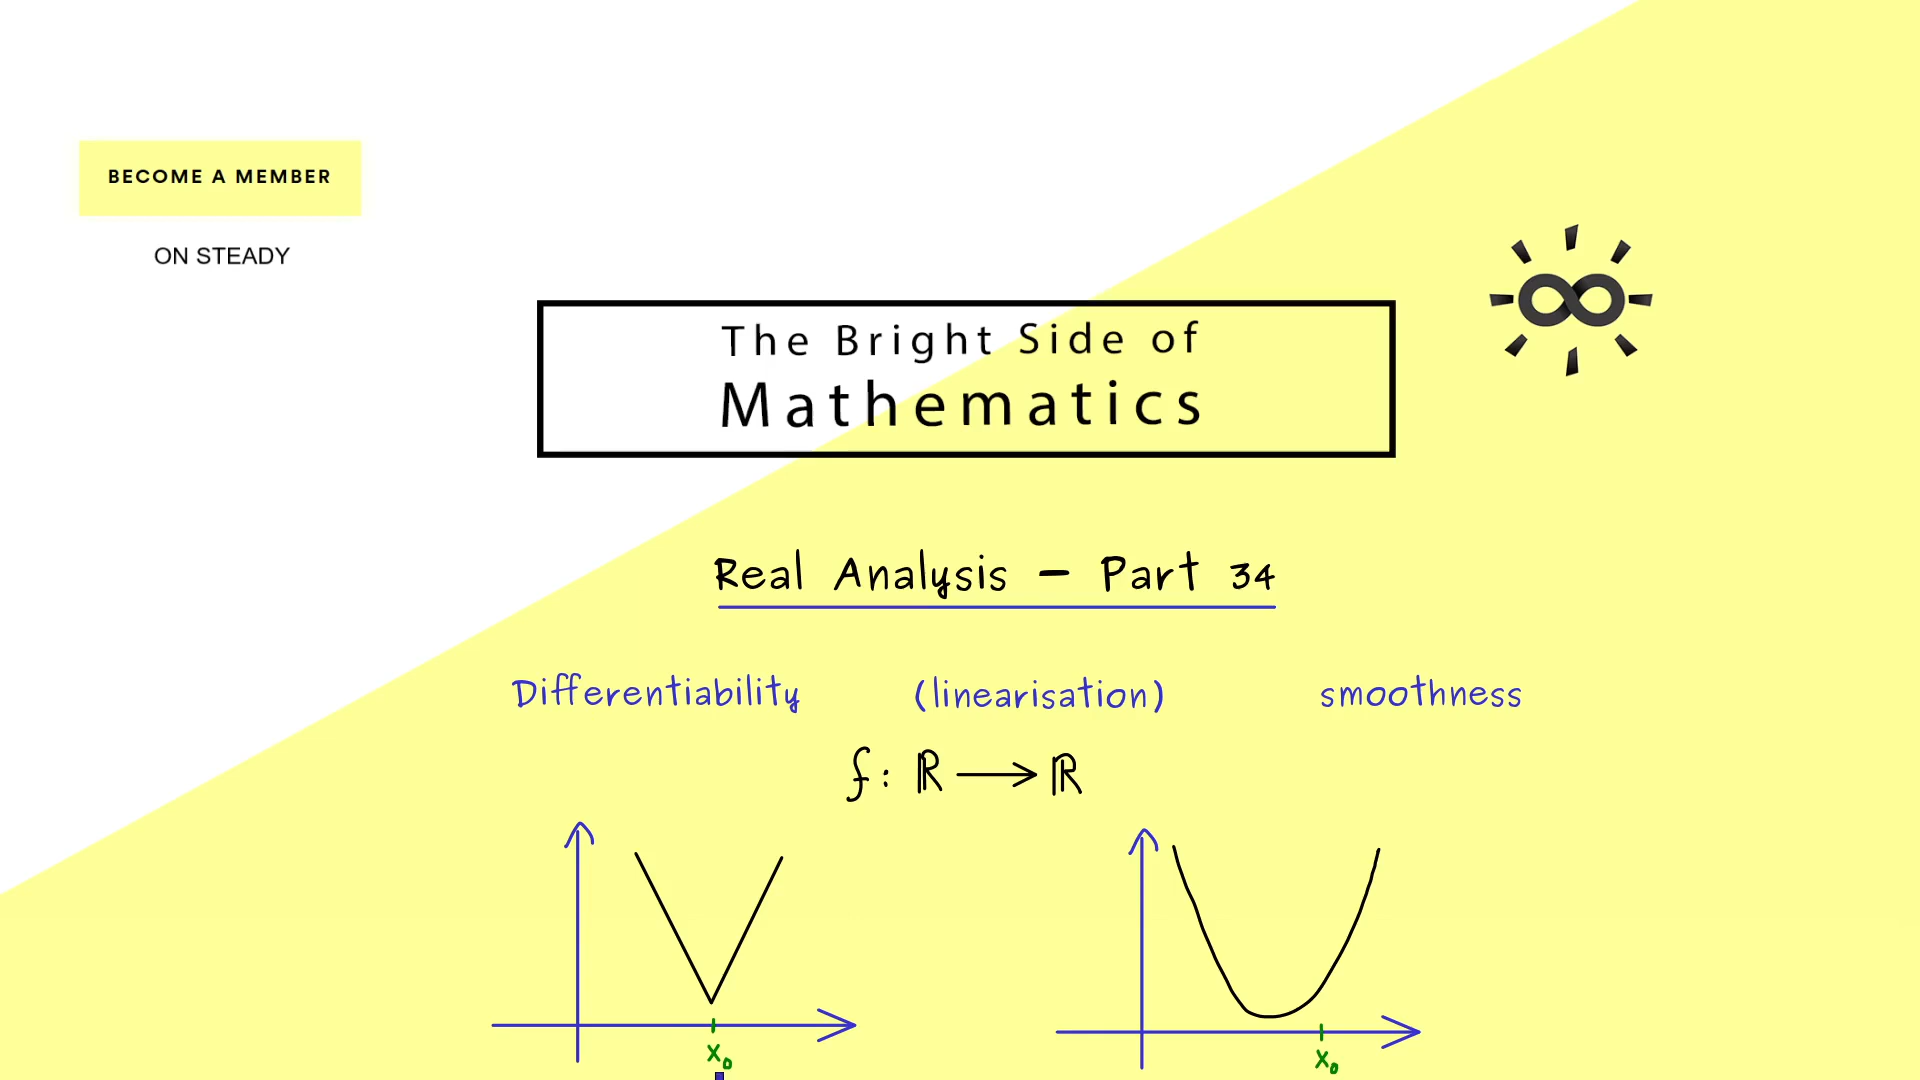 BECOME A MEMBER
ON STEADY
The Bright Side of
Mathematics
Real Analysis - Part 34
Differentiability (linearisation) smoothness
f: ℝ ⟶ ℝ
x₀ x₀